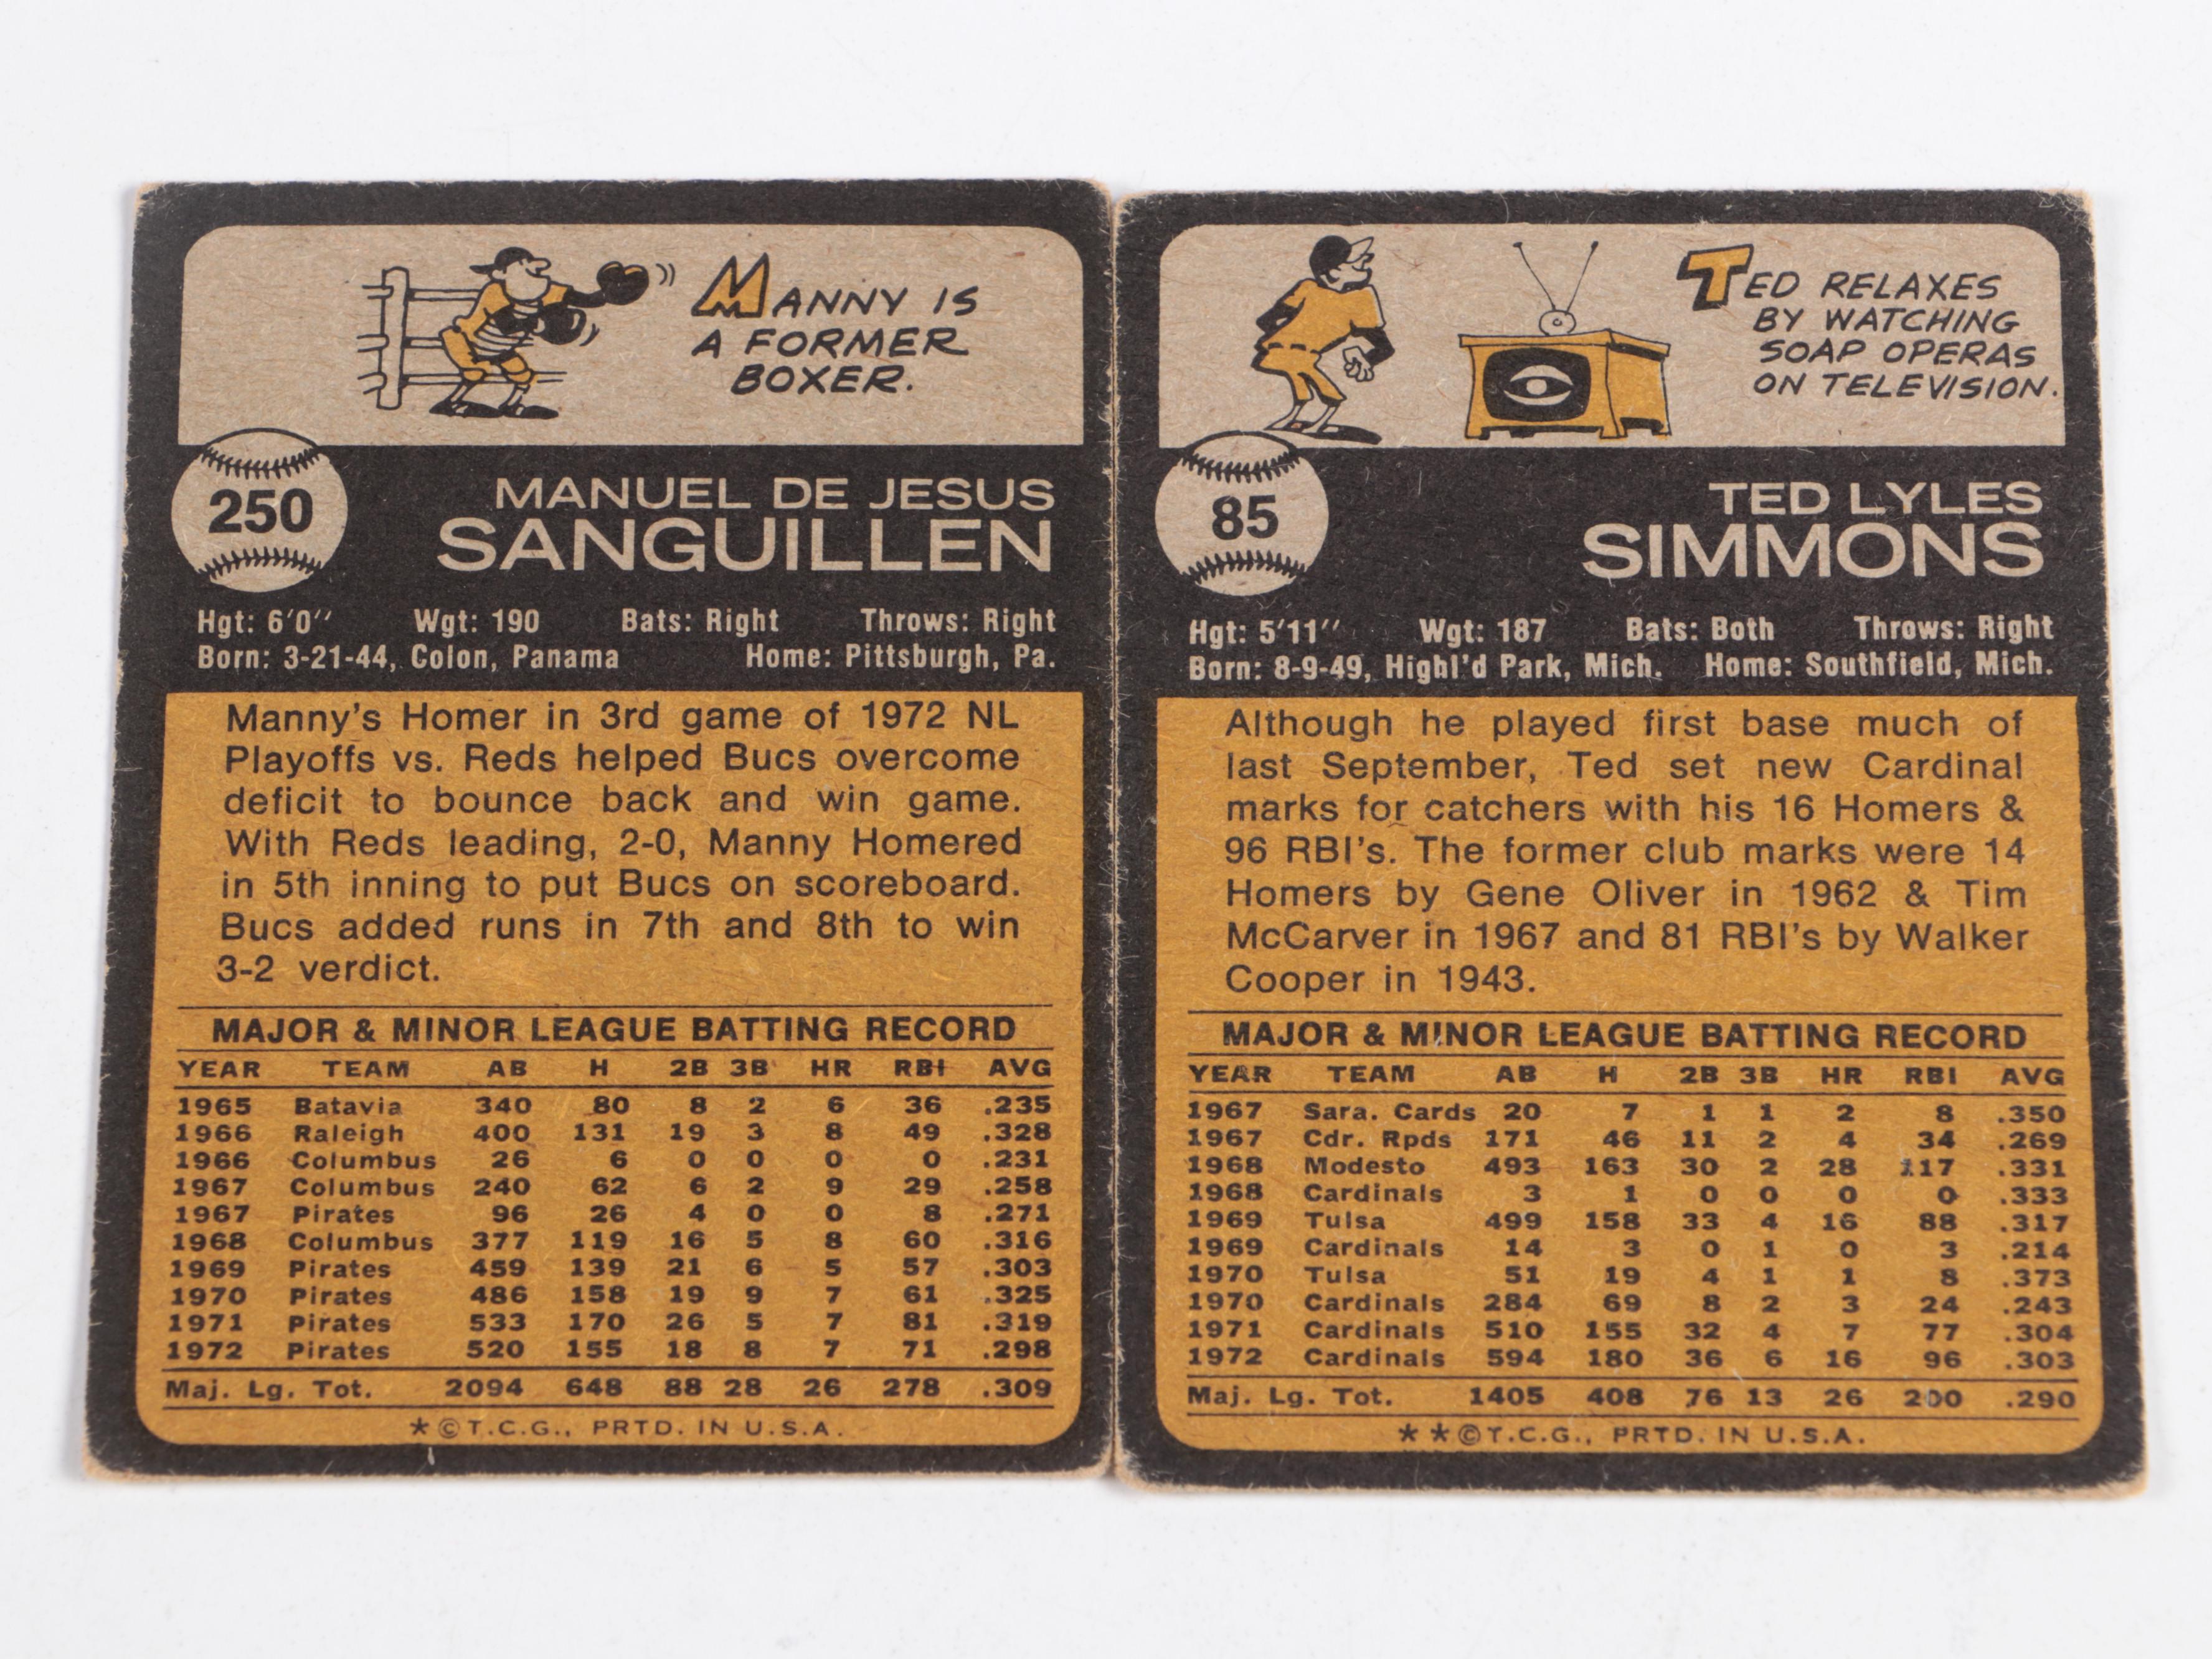 MANNY IS
A FORMER
BOXER.
250
MANUEL DE JESUS
SANGUILLEN
Hgt: 6'0'' Wgt: 190 Bats: Right Throws: Right
Born: 3-21-44, Colon, Panama Home: Pittsburgh, Pa.
Manny's Homer in 3rd game of 1972 NL
Playoffs vs. Reds helped Bucs overcome
deficit to bounce back and win game.
With Reds leading, 2-0, Manny Homered
in 5th inning to put Bucs on scoreboard.
Bucs added runs in 7th and 8th to win
3-2 verdict.
MAJOR & MINOR LEAGUE BATTING RECORD
YEAR TEAM AB H 2B 3B HR RBI AVG
1965 Batavia 340 80 8 2 6 36 .235
1966 Raleigh 400 131 19 3 8 49 .328
1966 Columbus 26 6 0 0 0 0 .231
1967 Columbus 240 62 6 2 9 29 .258
1967 Pirates 96 26 4 0 0 8 .271
1968 Columbus 377 119 16 5 8 60 .316
1969 Pirates 459 139 21 6 5 57 .303
1970 Pirates 486 158 19 9 7 61 .325
1971 Pirates 533 170 26 5 7 81 .319
1972 Pirates 520 155 18 8 7 71 .298
Maj. Lg. Tot. 2094 648 88 28 26 278 .309
*©T.C.G., PRTD. IN U.S.A.
TED RELAXES
BY WATCHING
SOAP OPERAS
ON TELEVISION.
85
TED LYLES
SIMMONS
Hgt: 5'11'' Wgt: 187 Bats: Both Throws: Right
Born: 8-9-49, Highl'd Park, Mich. Home: Southfield, Mich.
Although he played first base much of
last September, Ted set new Cardinal
marks for catchers with his 16 Homers &
96 RBI's. The former club marks were 14
Homers by Gene Oliver in 1962 & Tim
McCarver in 1967 and 81 RBI's by Walker
Cooper in 1943.
MAJOR & MINOR LEAGUE BATTING RECORD
YEAR TEAM AB H 2B 3B HR RBI AVG
1967 Sara. Cards 20 7 1 1 2 8 .350
1967 Cdr. Rpds 171 46 11 2 4 34 .269
1968 Modesto 493 163 30 2 28 117 .331
1968 Cardinals 3 1 0 0 0 0 .333
1969 Tulsa 499 158 33 4 16 88 .317
1969 Cardinals 14 3 0 1 0 3 .214
1970 Tulsa 51 19 4 1 1 8 .373
1970 Cardinals 284 69 8 2 3 24 .243
1971 Cardinals 510 155 32 4 7 77 .304
1972 Cardinals 594 180 36 6 16 96 .303
Maj. Lg. Tot. 1405 408 76 13 26 200 .290
**©T.C.G., PRTD. IN U.S.A.